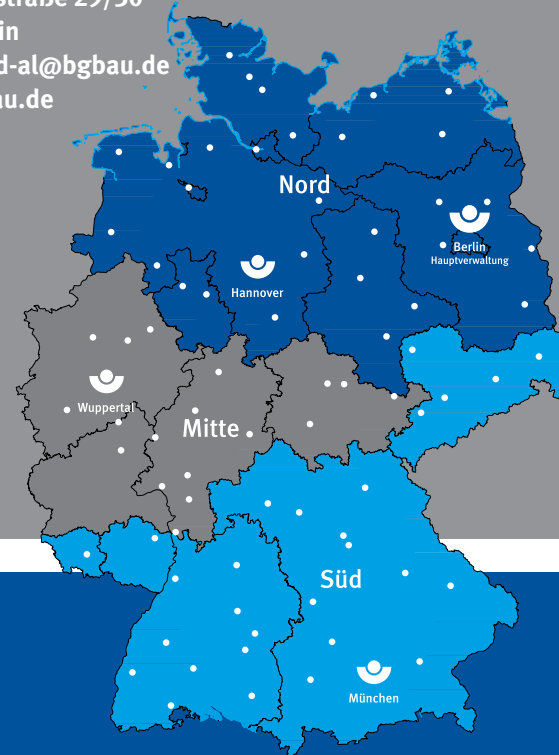 straße 29/30
in
d-al@bgbau.de
au.de
Nord
Berlin
Hauptverwaltung
Hannover
Wuppertal
Mitte
Süd
München